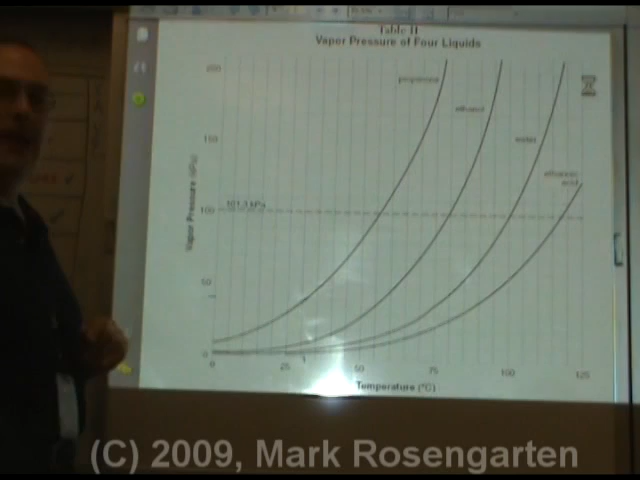 Table H
Vapor Pressure of Four Liquids
200
propanone
ethanol
150
water
ethanoic
acid
Vapor Pressure (kPa)
101.3 kPa
100
50
0
0 25 50 75 100 125
Temperature (°C)
(C) 2009, Mark Rosengarten